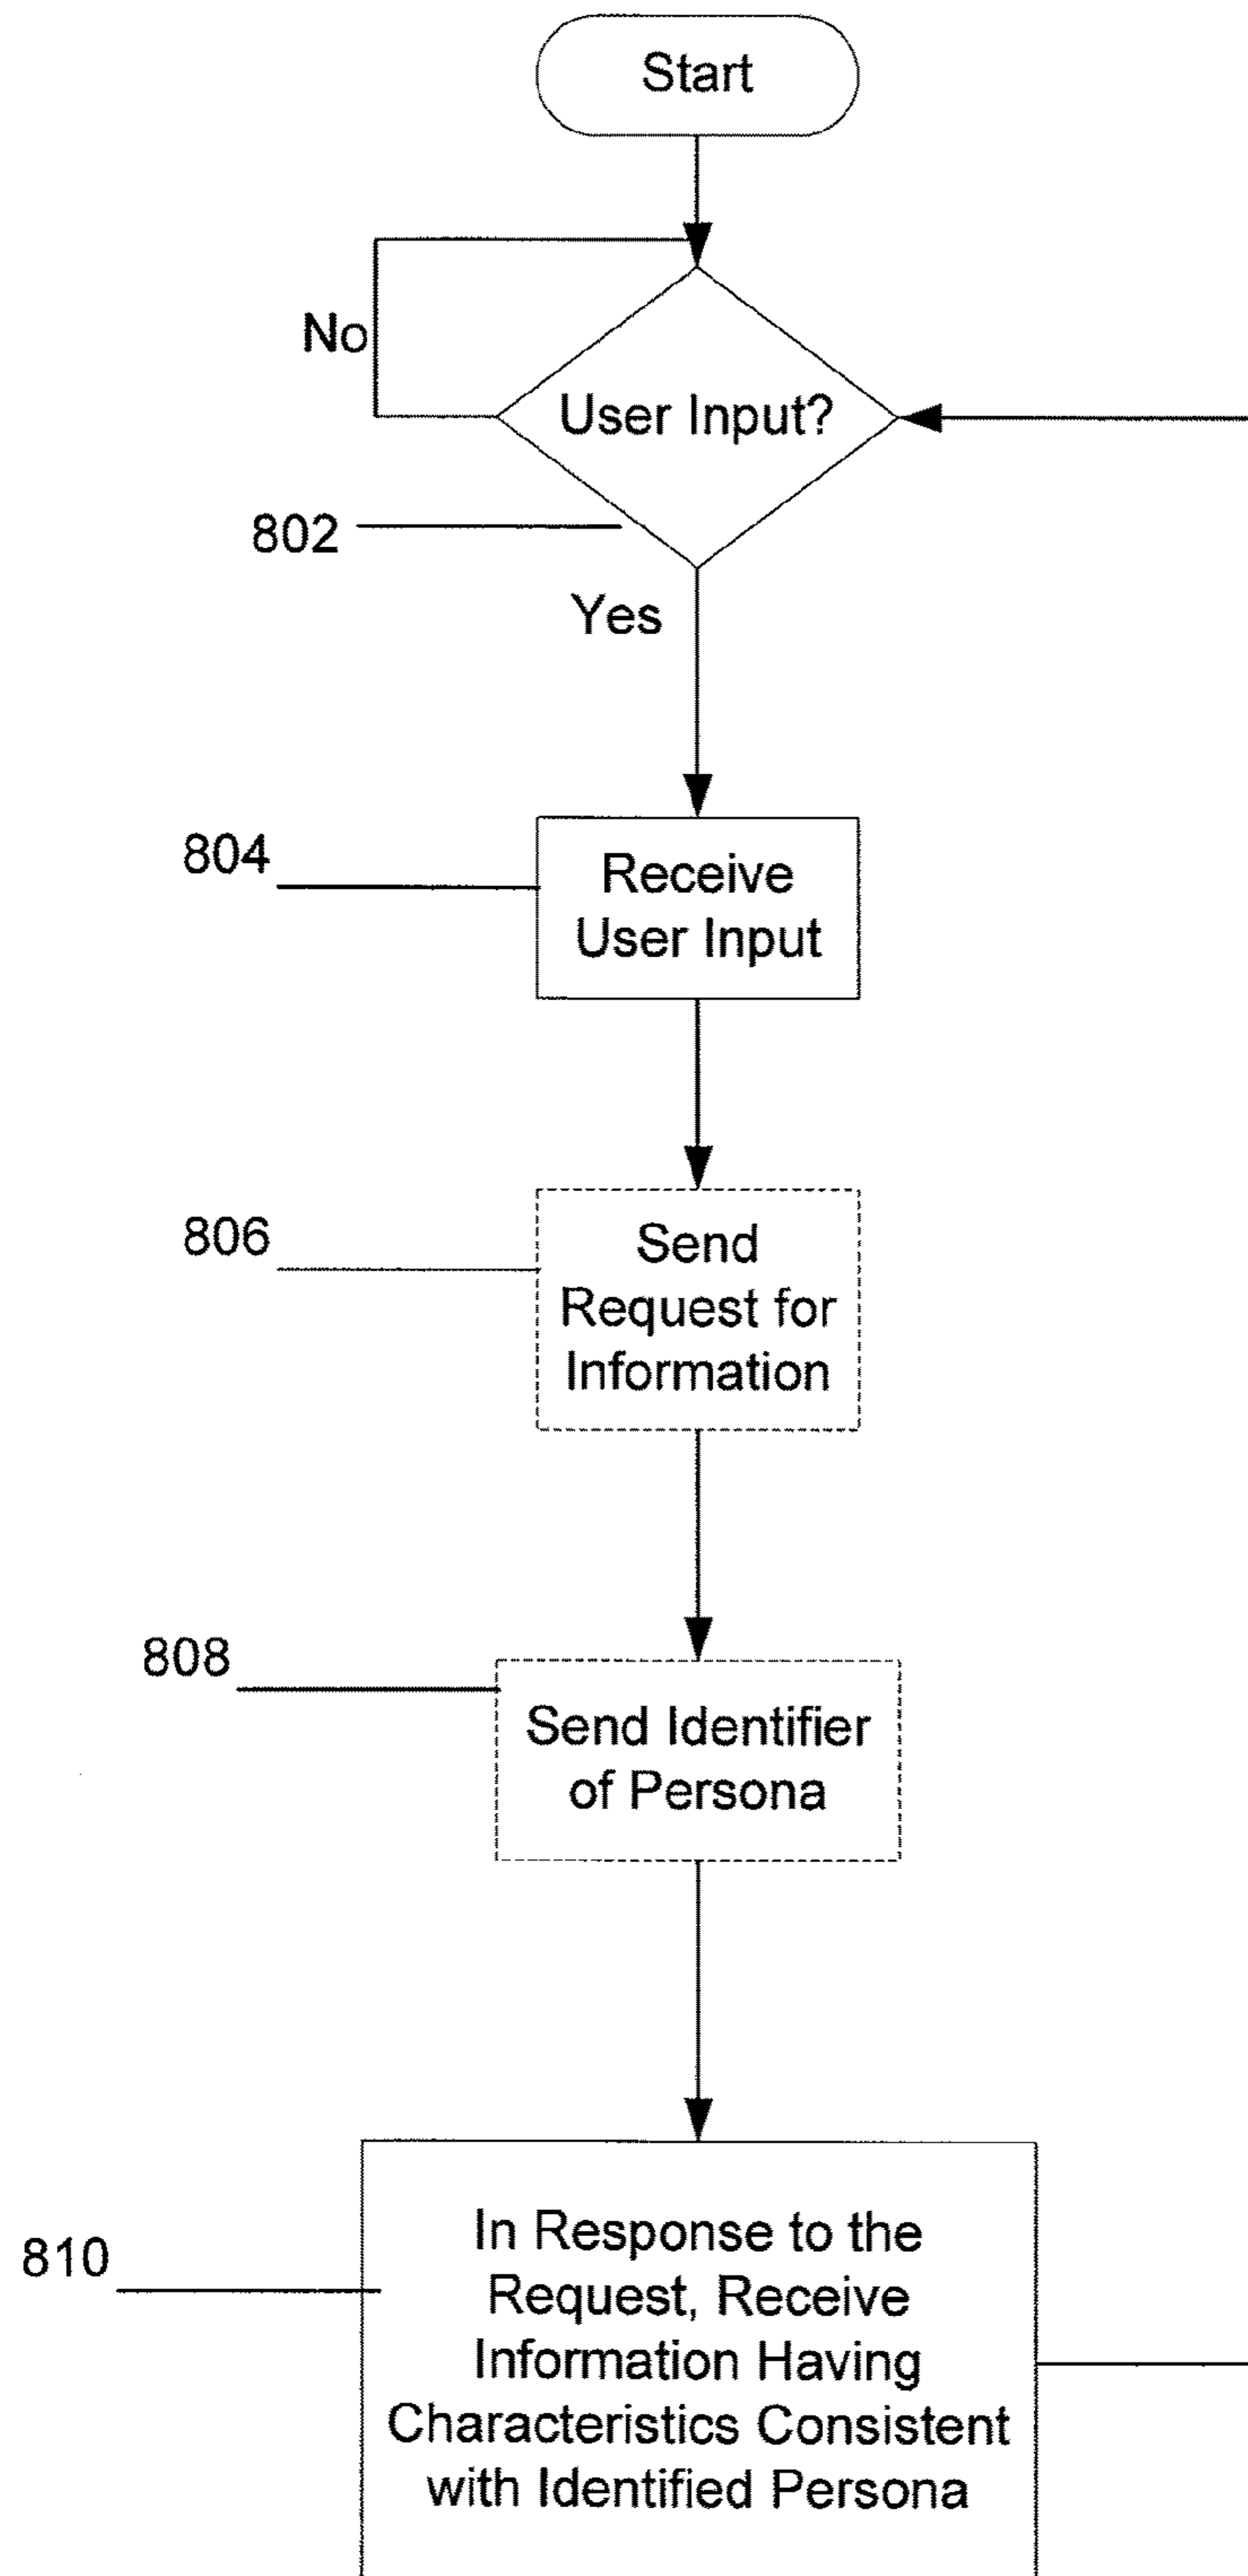 Start
No
User Input?
802
Yes
804
Receive
User Input
806
Send
Request for
Information
808
Send Identifier
of Persona
810
In Response to the
Request, Receive
Information Having
Characteristics Consistent
with Identified Persona